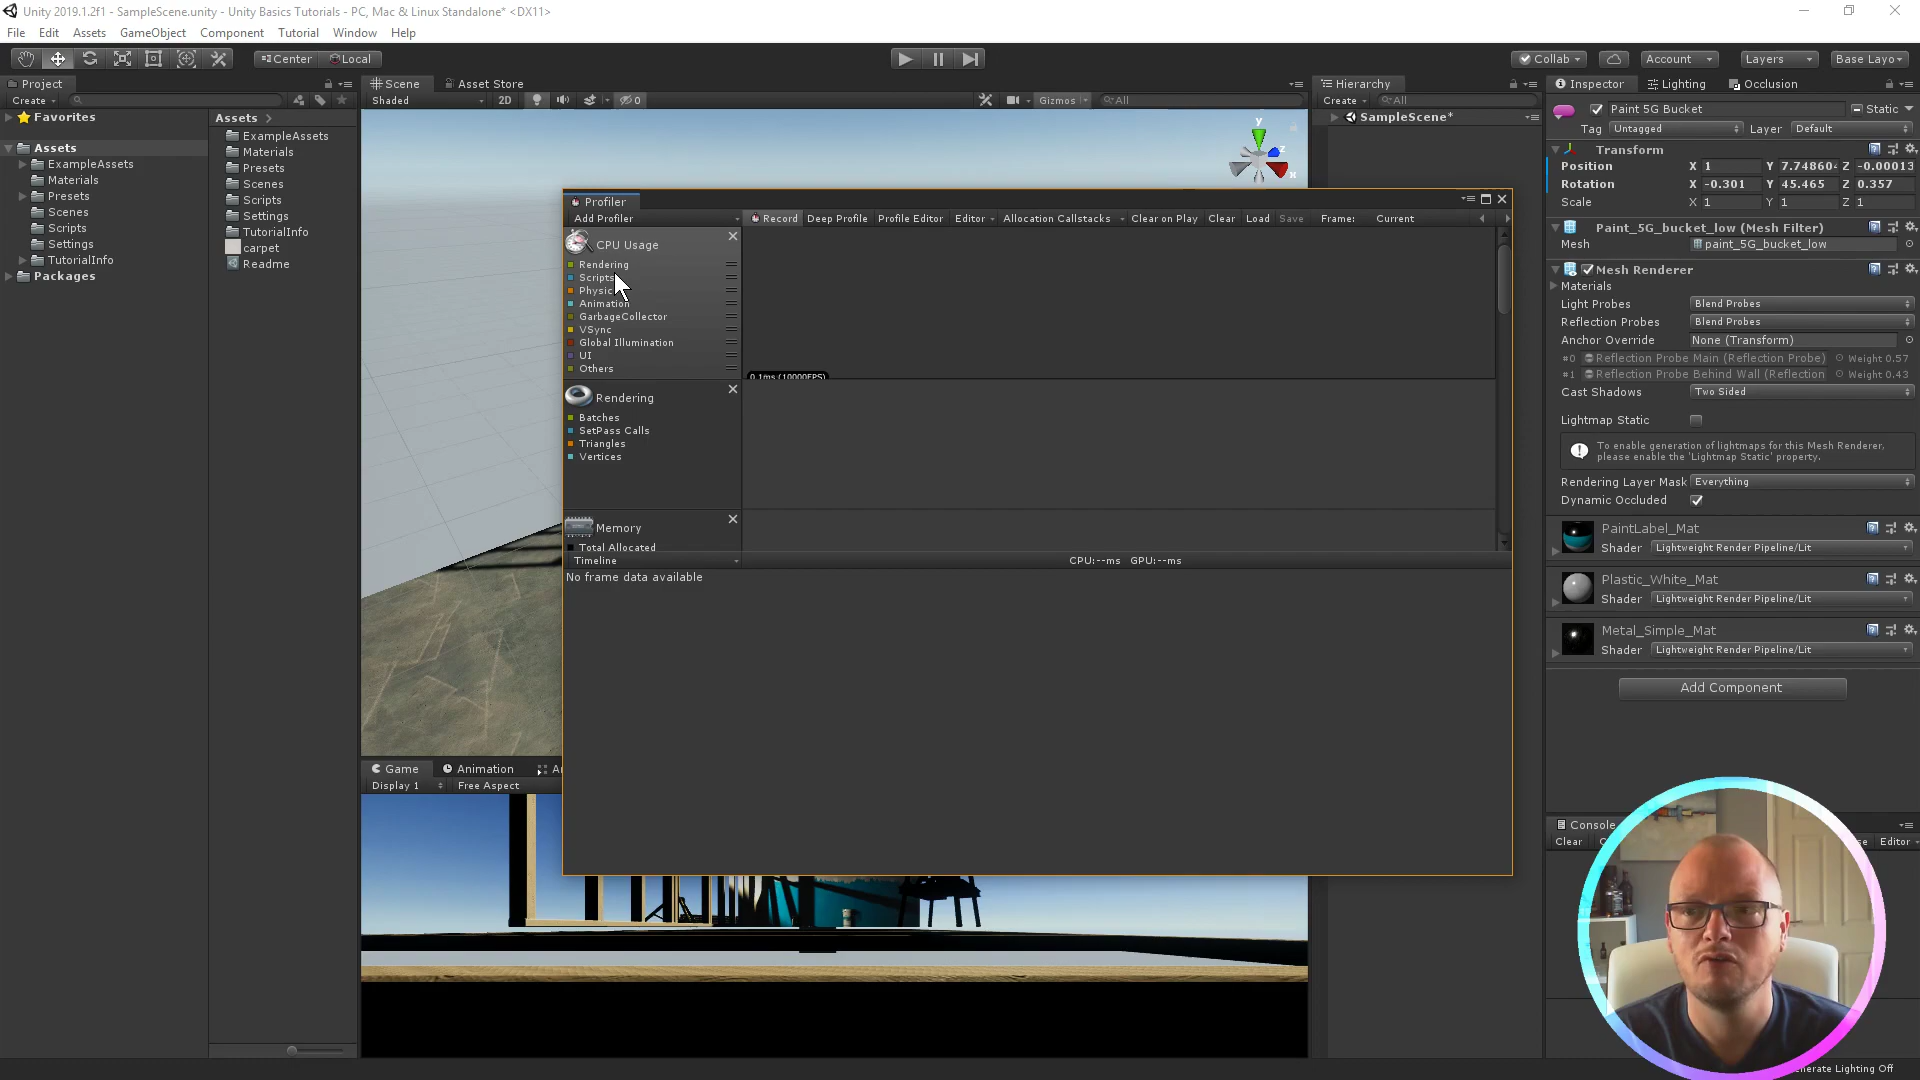 Unity 2019.1.2f1 - SampleScene.unity - Unity Basics Tutorials - PC, Mac & Linux Standalone* <DX11>
File Edit Assets GameObject Component Tutorial Window Help
Center Local Collab Account Layers Base Layo
Project
Create
Favorites
Assets
ExampleAssets
Materials
Presets
Scenes
Scripts
Settings
TutorialInfo
Packages
Assets
ExampleAssets
Materials
Presets
Scenes
Scripts
Settings
TutorialInfo
carpet
Readme
Scene Asset Store
Shaded 2D 0 Gizmos All
Profiler
Add Profiler Record Deep Profile Profile Editor Editor Allocation Callstacks Clear on Play Clear Load Save Frame: Current
CPU Usage
Rendering
Scripts
Physic
Animation
GarbageCollector
VSync
Global Illumination
UI
Others
0.1ms (10000FPS)
Rendering
Batches
SetPass Calls
Triangles
Vertices
Memory
Total Allocated
Timeline CPU:--ms GPU:--ms
No frame data available
Game Animation
Display 1 Free Aspect
Hierarchy
Create All
SampleScene*
Inspector Lighting Occlusion
Paint 5G Bucket Static
Tag Untagged Layer Default
Transform
Position X 1 Y 7.74860 Z -0.00013
Rotation X -0.301 Y 45.465 Z 0.357
Scale X 1 Y 1 Z 1
Paint_5G_bucket_low (Mesh Filter)
Mesh paint_5G_bucket_low
Mesh Renderer
Materials
Light Probes Blend Probes
Reflection Probes Blend Probes
Anchor Override None (Transform)
#0 Reflection Probe Main (Reflection Probe) Weight 0.57
#1 Reflection Probe Behind Wall (Reflection Weight 0.43
Cast Shadows Two Sided
Lightmap Static
To enable generation of lightmaps for this Mesh Renderer,
please enable the 'Lightmap Static' property.
Rendering Layer Mask Everything
Dynamic Occluded
PaintLabel_Mat
Shader Lightweight Render Pipeline/Lit
Plastic_White_Mat
Shader Lightweight Render Pipeline/Lit
Metal_Simple_Mat
Shader Lightweight Render Pipeline/Lit
Add Component
Console
Clear Editor
nerate Lighting Off